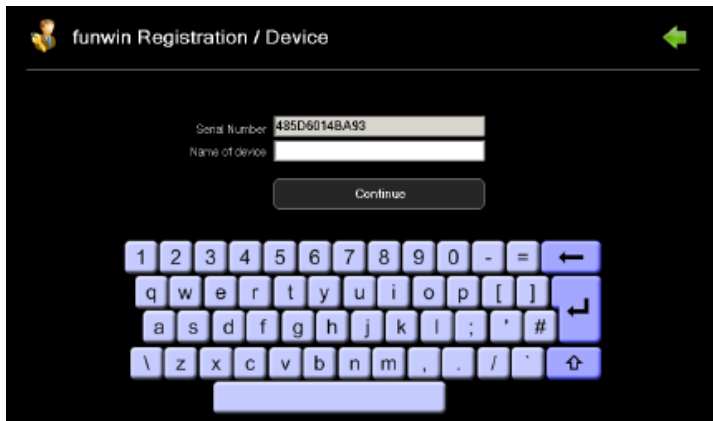 funwin Registration / Device
Serial Number 485D6014BA93
Name of device
Continue
1 2 3 4 5 6 7 8 9 0 - =
q w e r t y u i o p [ ]
a s d f g h j k l ; ' #
\ z x c v b n m , . / `